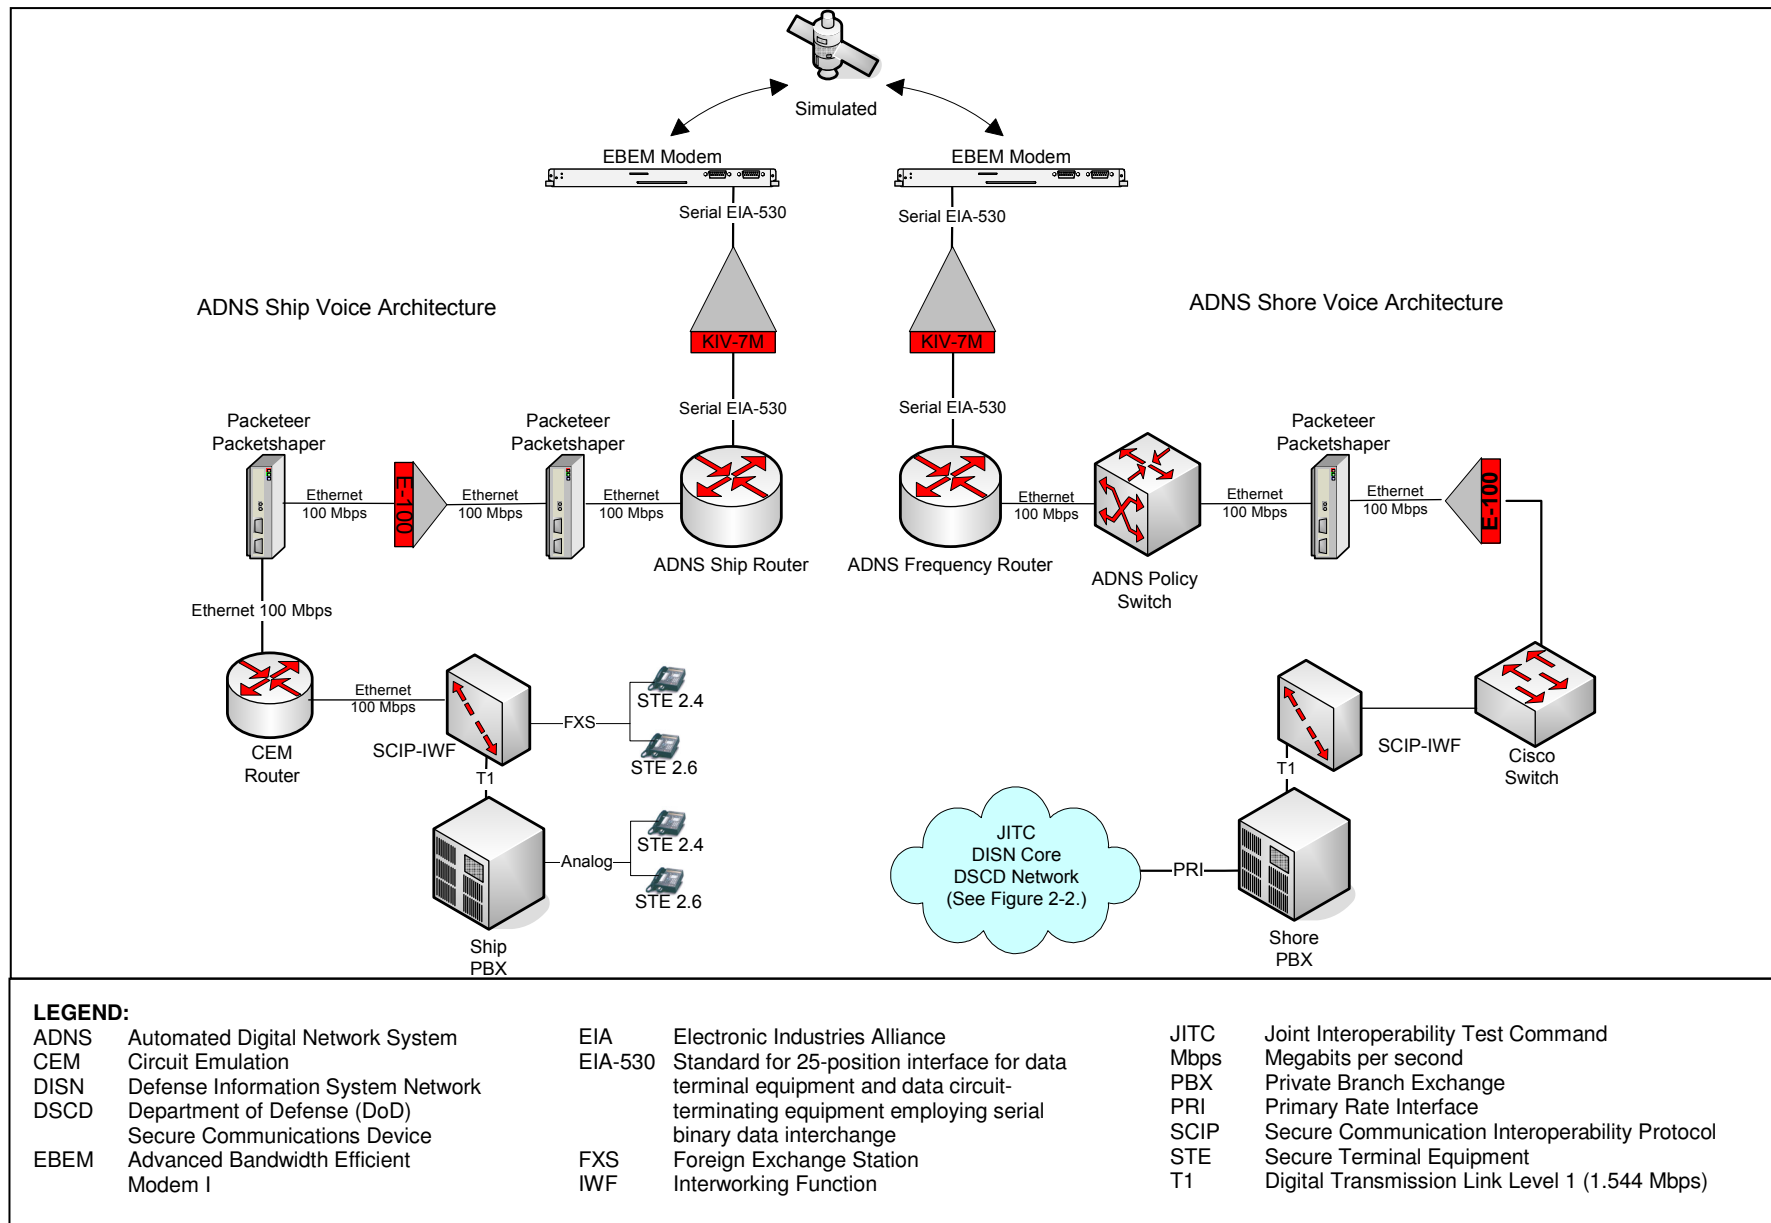 Simulated
EBEM Modem
EBEM Modem
Serial EIA-530
Serial EIA-530
ADNS Ship Voice Architecture
ADNS Shore Voice Architecture
KIV-7M
KIV-7M
Serial EIA-530
Serial EIA-530
Packeteer
Packetshaper
Packeteer
Packetshaper
Packeteer
Packetshaper
E-100
E-100
Ethernet
100 Mbps
Ethernet
100 Mbps
Ethernet
100 Mbps
Ethernet
100 Mbps
Ethernet
100 Mbps
Ethernet
100 Mbps
ADNS Ship Router
ADNS Frequency Router
ADNS Policy
Switch
Ethernet 100 Mbps
Ethernet
100 Mbps
CEM
Router
SCIP-IWF
FXS
STE 2.4
STE 2.6
T1
Analog
STE 2.4
STE 2.6
Ship
PBX
SCIP-IWF
Cisco
Switch
T1
JITC
DISN Core
DSCD Network
(See Figure 2-2.)
PRI
Shore
PBX
LEGEND:
ADNS Automated Digital Network System
CEM Circuit Emulation
DISN Defense Information System Network
DSCD Department of Defense (DoD)
Secure Communications Device
EBEM Advanced Bandwidth Efficient
Modem I
EIA Electronic Industries Alliance
EIA-530 Standard for 25-position interface for data
terminal equipment and data circuit-
terminating equipment employing serial
binary data interchange
FXS Foreign Exchange Station
IWF Interworking Function
JITC Joint Interoperability Test Command
Mbps Megabits per second
PBX Private Branch Exchange
PRI Primary Rate Interface
SCIP Secure Communication Interoperability Protocol
STE Secure Terminal Equipment
T1 Digital Transmission Link Level 1 (1.544 Mbps)